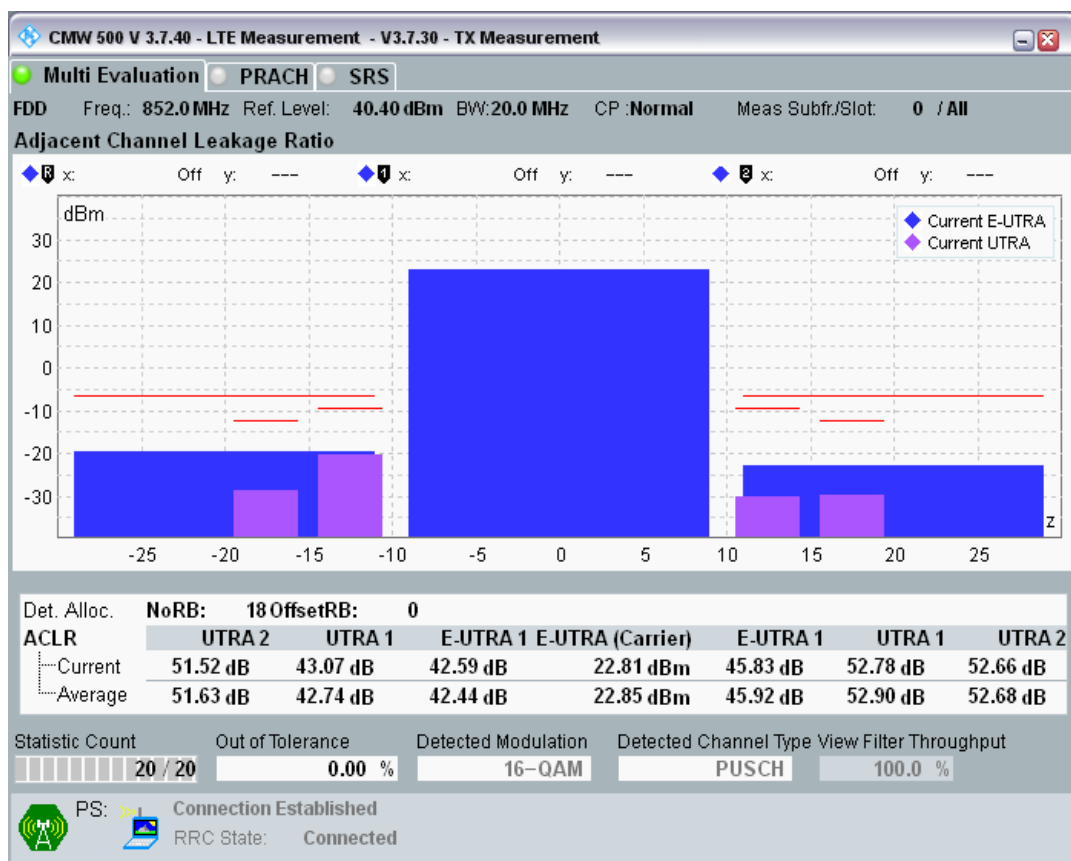 CMW 500 V 3.7.40 - LTE Measurement - V3.7.30 - TX Measurement
Multi Evaluation PRACH SRS
FDD Freq.: 852.0 MHz Ref. Level: 40.40 dBm BW:20.0 MHz CP :Normal Meas Subfr./Slot: 0 / All
Adjacent Channel Leakage Ratio
R x: Off y: --- 1 x: Off y: --- 2 x: Off y: ---
dBm
Current E-UTRA
Current UTRA
30
20
10
0
-10
-20
-30
z
-25 -20 -15 -10 -5 0 5 10 15 20 25
Det. Alloc. NoRB: 18 OffsetRB: 0
ACLR UTRA 2 UTRA 1 E-UTRA 1 E-UTRA (Carrier) E-UTRA 1 UTRA 1 UTRA 2
Current 51.52 dB 43.07 dB 42.59 dB 22.81 dBm 45.83 dB 52.78 dB 52.66 dB
Average 51.63 dB 42.74 dB 42.44 dB 22.85 dBm 45.92 dB 52.90 dB 52.68 dB
Statistic Count Out of Tolerance Detected Modulation Detected Channel Type View Filter Throughput
20 / 20 0.00 % 16-QAM PUSCH 100.0 %
PS: Connection Established
RRC State: Connected